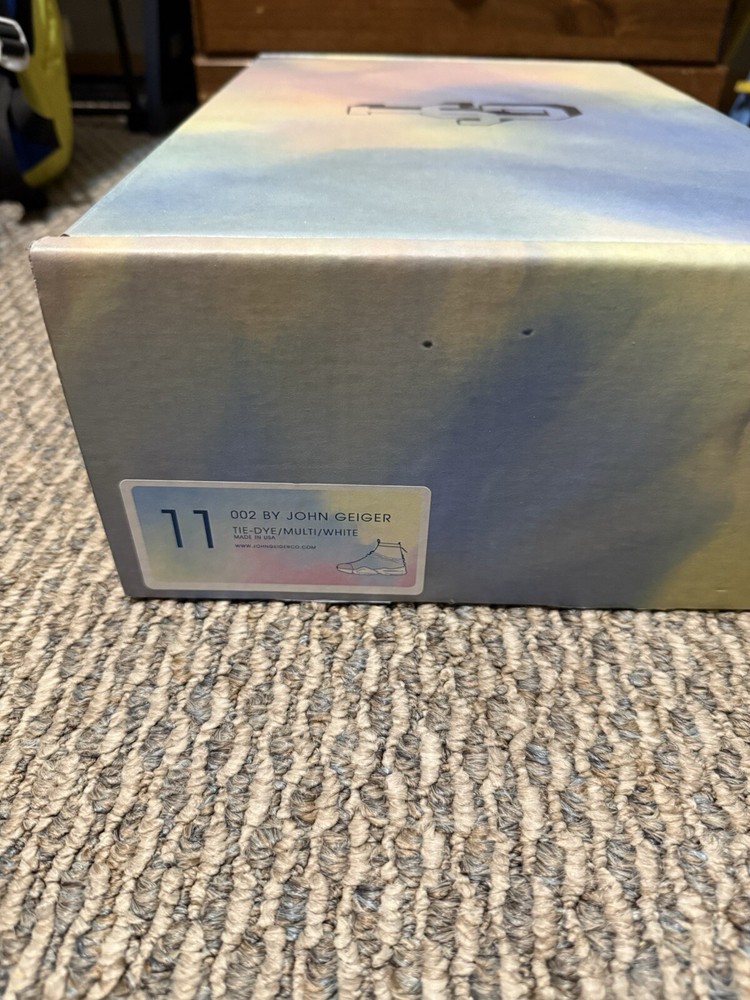 11
002 BY JOHN GEIGER
TIE-DYE/MULTI/WHITE
MADE IN USA
WWW.JOHNGEIGERCO.COM